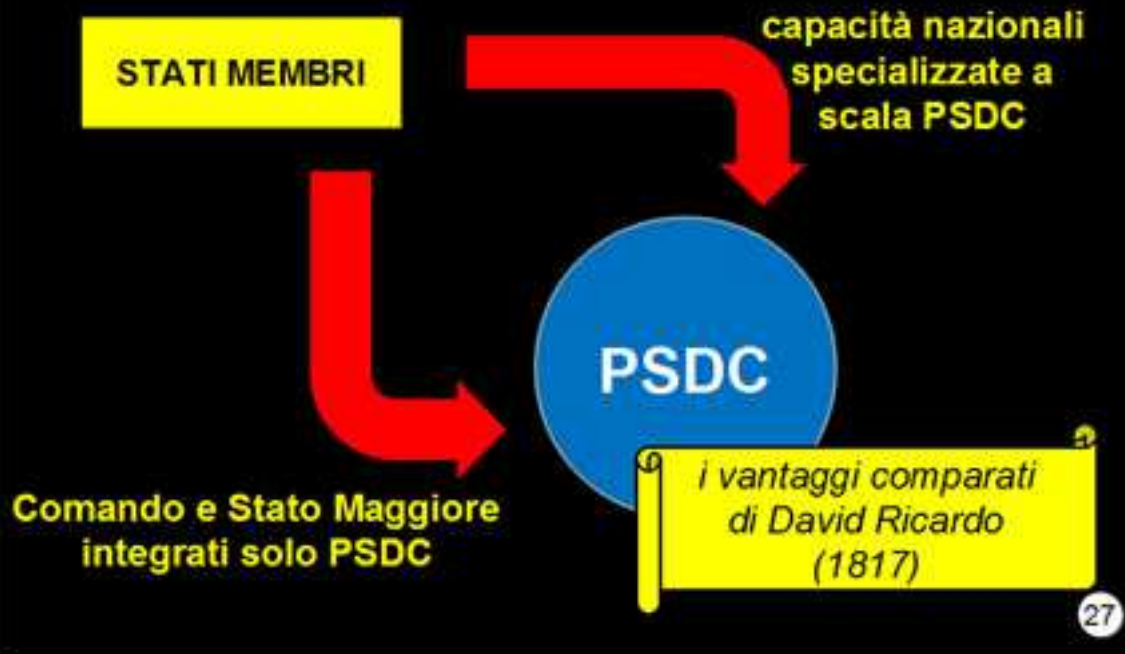 STATI MEMBRI
capacità nazionali
specializzate a
scala PSDC
PSDC
Comando e Stato Maggiore
integrati solo PSDC
i vantaggi comparati
di David Ricardo
(1817)
27